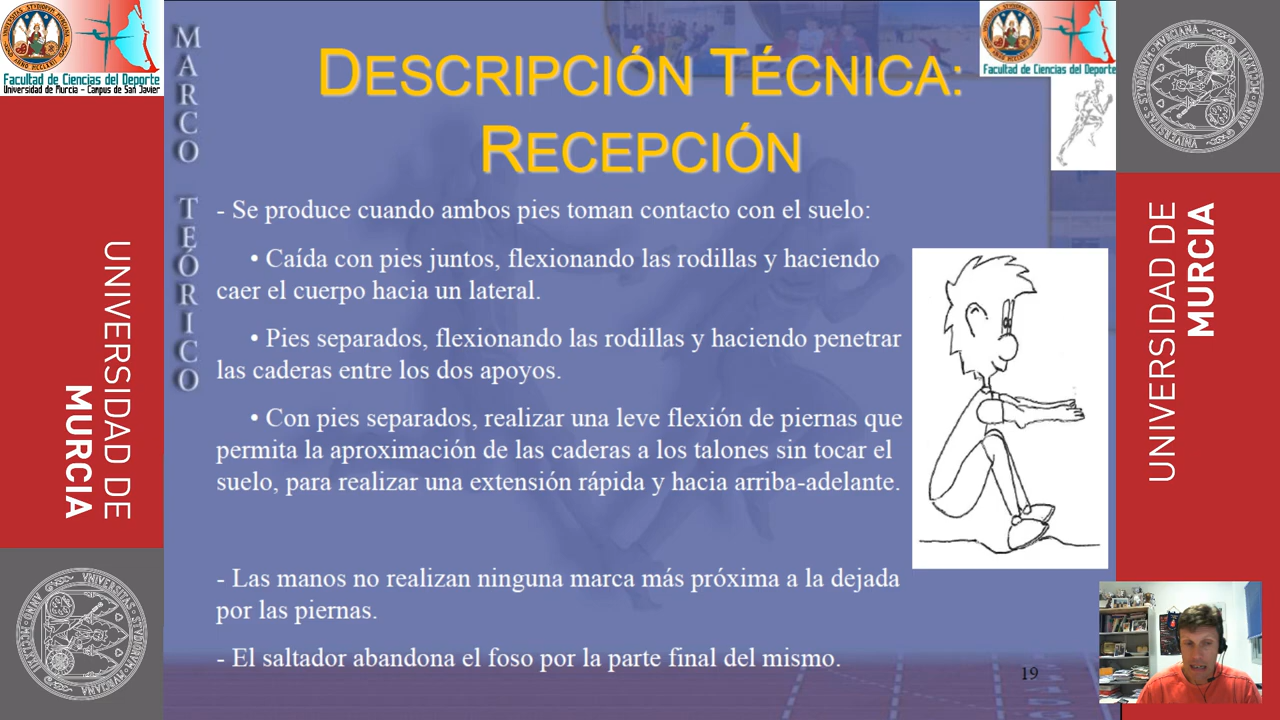 Facultad de Ciencias del Deporte
Universidad de Murcia - Campus de San Javier
UNIVERSIDAD DE
MURCIA
MARCO TEÓRICO
DESCRIPCIÓN TÉCNICA:
RECEPCIÓN
- Se produce cuando ambos pies toman contacto con el suelo:
• Caída con pies juntos, flexionando las rodillas y haciendo
caer el cuerpo hacia un lateral.
• Pies separados, flexionando las rodillas y haciendo penetrar
las caderas entre los dos apoyos.
• Con pies separados, realizar una leve flexión de piernas que
permita la aproximación de las caderas a los talones sin tocar el
suelo, para realizar una extensión rápida y hacia arriba-adelante.
- Las manos no realizan ninguna marca más próxima a la dejada
por las piernas.
- El saltador abandona el foso por la parte final del mismo.
19
Facultad de Ciencias del Deporte
UNIVERSIDAD DE
MURCIA